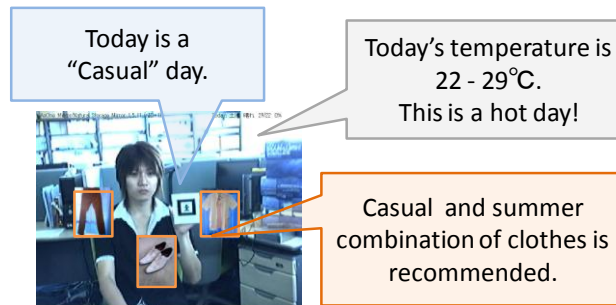 Today is a
“Casual” day.
Today’s temperature is
22 - 29℃.
This is a hot day!
Casual and summer
combination of clothes is
recommended.